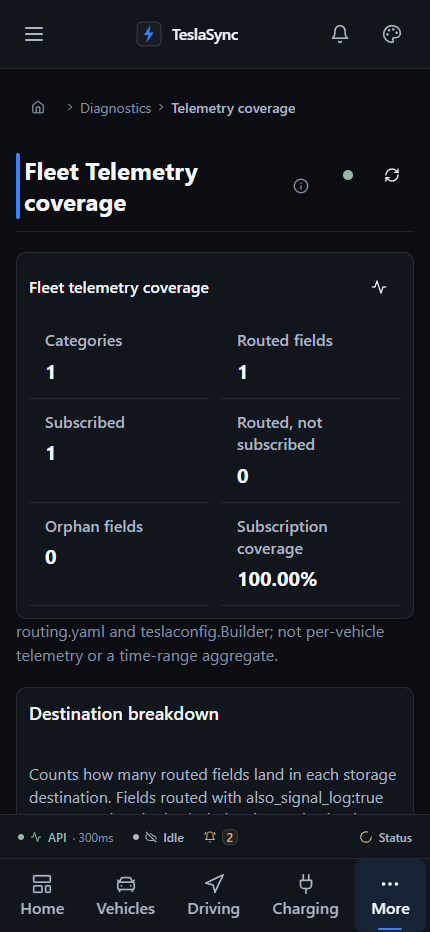 TeslaSync
Diagnostics
Telemetry coverage
Fleet Telemetry
coverage
Fleet telemetry coverage
Categories
1
Routed fields
1
Subscribed
1
Routed, not
subscribed
0
Orphan fields
0
Subscription
coverage
100.00%
routing.yaml and teslaconfig.Builder; not per-vehicle
telemetry or a time-range aggregate.
Destination breakdown
Counts how many routed fields land in each storage
destination. Fields routed with also_signal_log:true
API · 300ms
Idle
2
Status
Home
Vehicles
Driving
Charging
More